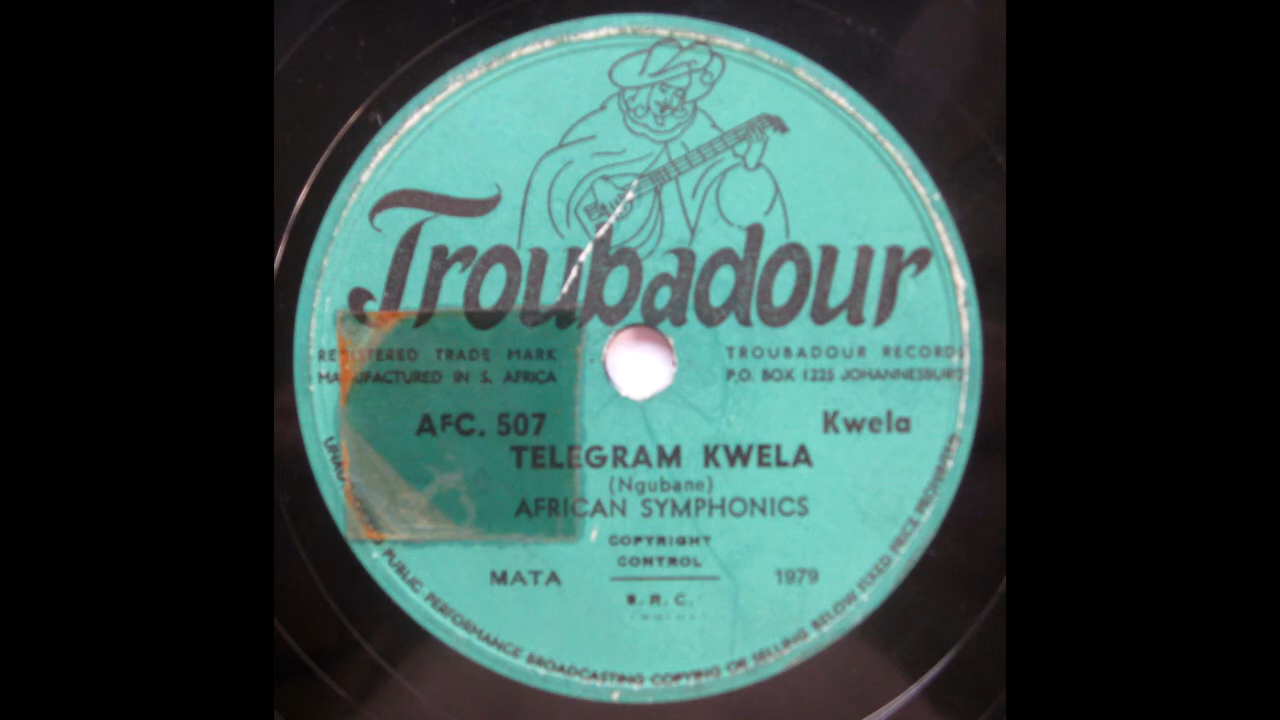 Troubadour
REGISTERED TRADE MARK
MANUFACTURED IN S. AFRICA
TROUBADOUR RECORDS
P.O. BOX 1225 JOHANNESBURG
AFC. 507
Kwela
TELEGRAM KWELA
(Ngubane)
AFRICAN SYMPHONICS
COPYRIGHT
CONTROL
MATA
1979
PUBLIC PERFORMANCE BROADCASTING COPYING OR SELLING BELOW FIXED PRICE PROHIBITED